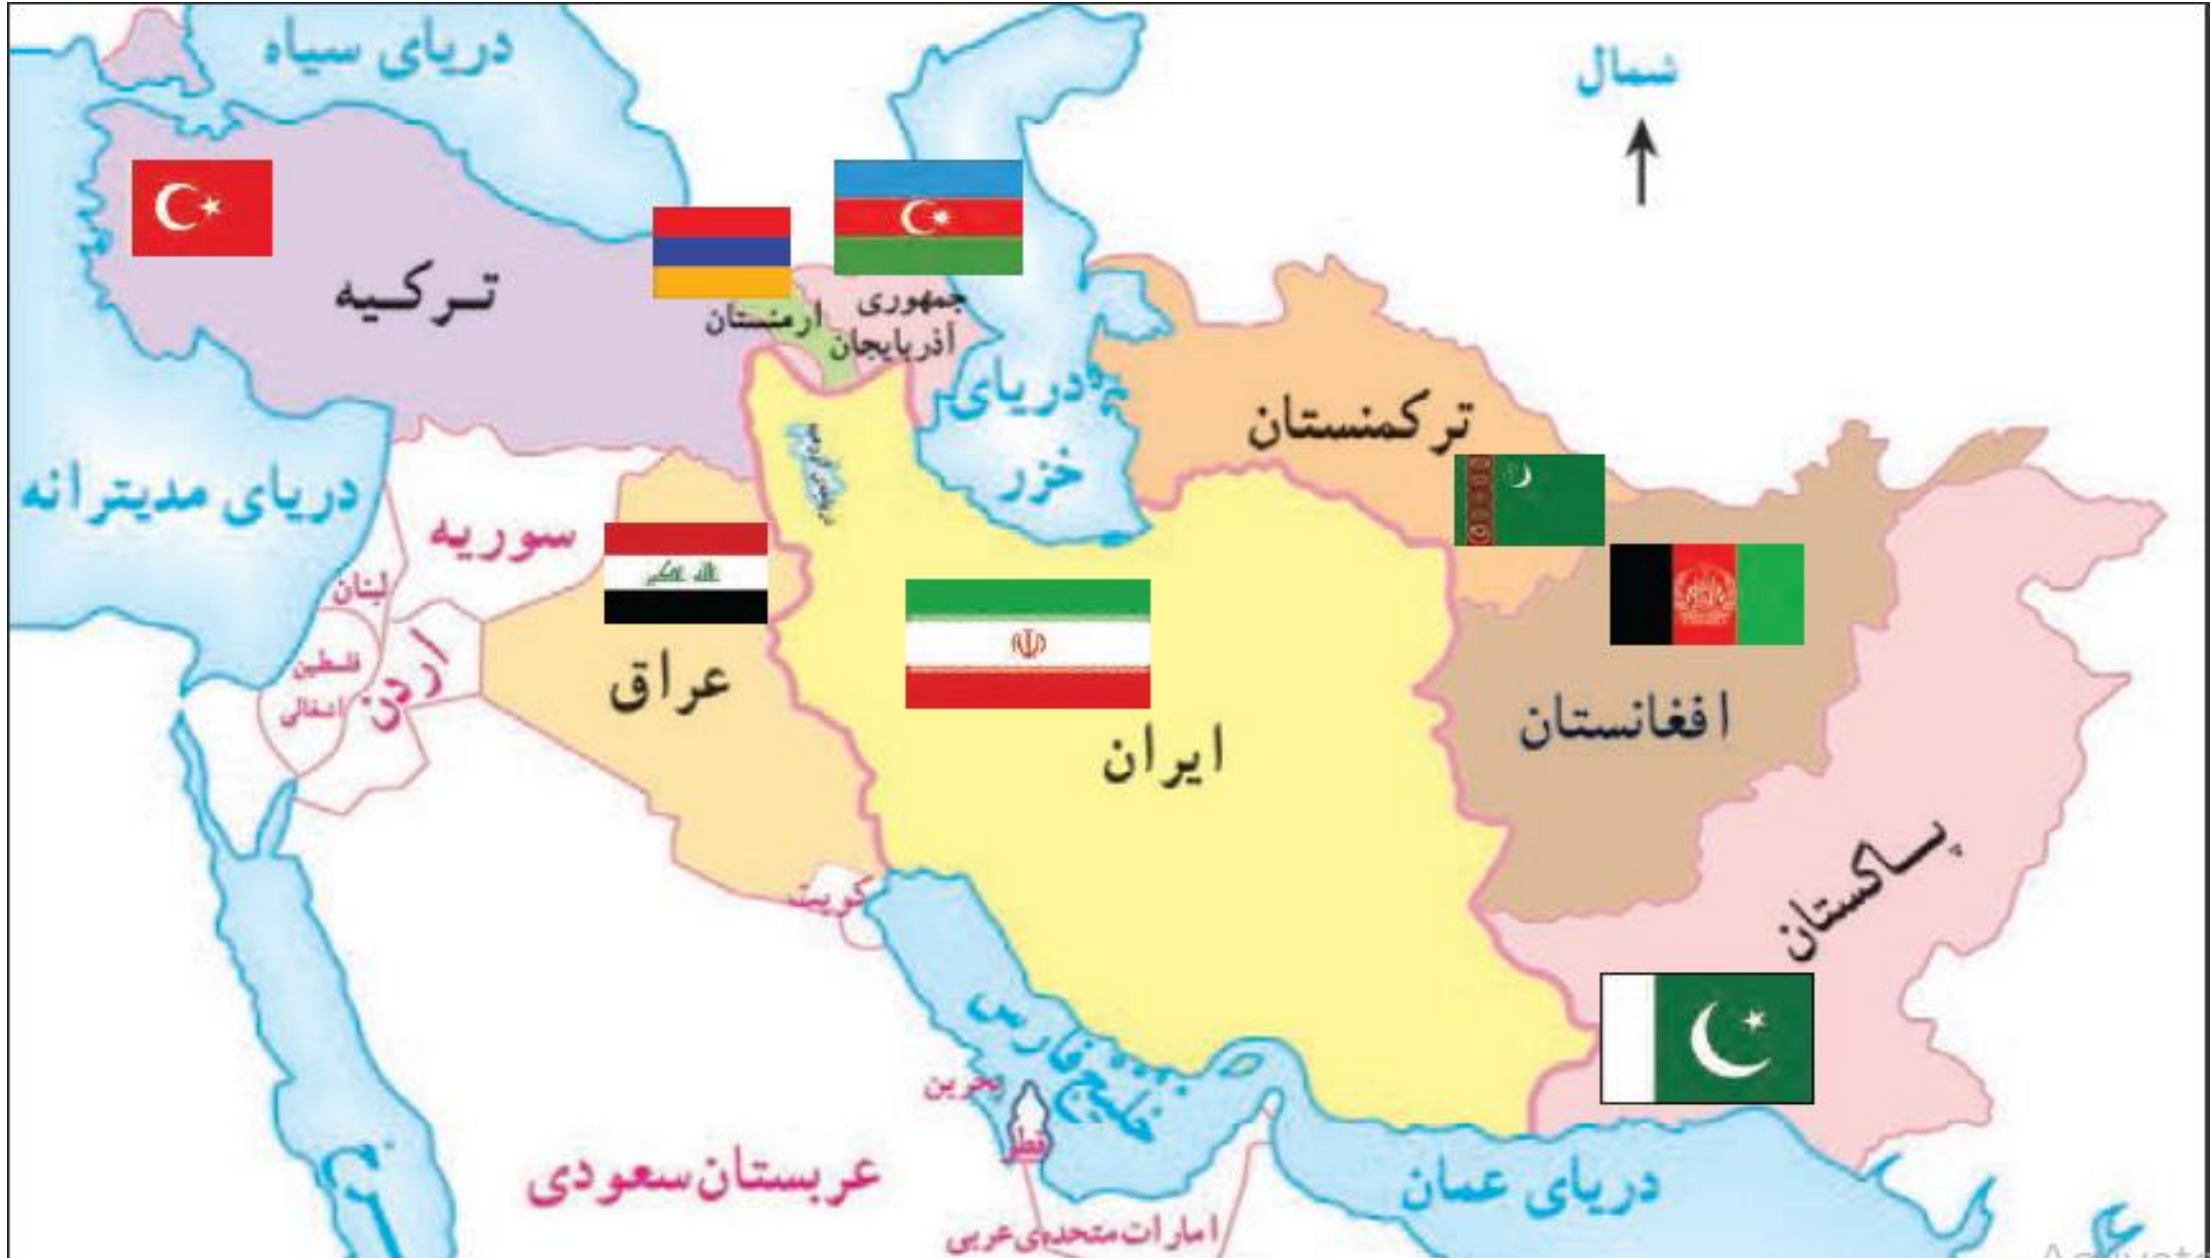 دریای سیاه
شمال
ترکیه
ارمنستان
جمهوری
آذربایجان
دریای
خزر
ترکمنستان
دریای مدیترانه
سوریه
لبنان
فلسطین
اشغالی
اردن
عراق
ایران
افغانستان
پاکستان
کویت
خلیج فارس
بحرین
قطر
عربستان سعودی
امارات متحده‌ی عربی
دریای عمان